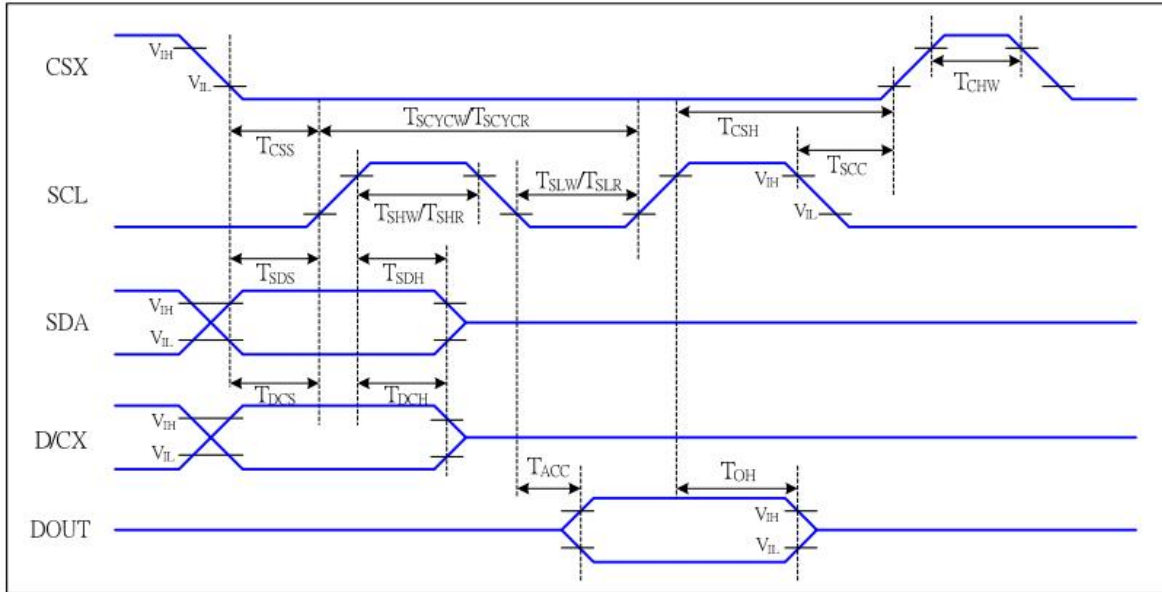 VIH
CSX
VIL
TCHW
TSCYCW/TSCYCR
TCSS
TCSH
TSCC
SCL
TSLW/TSLR
VIH
TSHW/TSHR
VIL
TSDS
TSDH
VIH
SDA
VIL
TDCS
TDCH
VIH
D/CX
VIL
TACC
TOH
VIH
DOUT
VIL